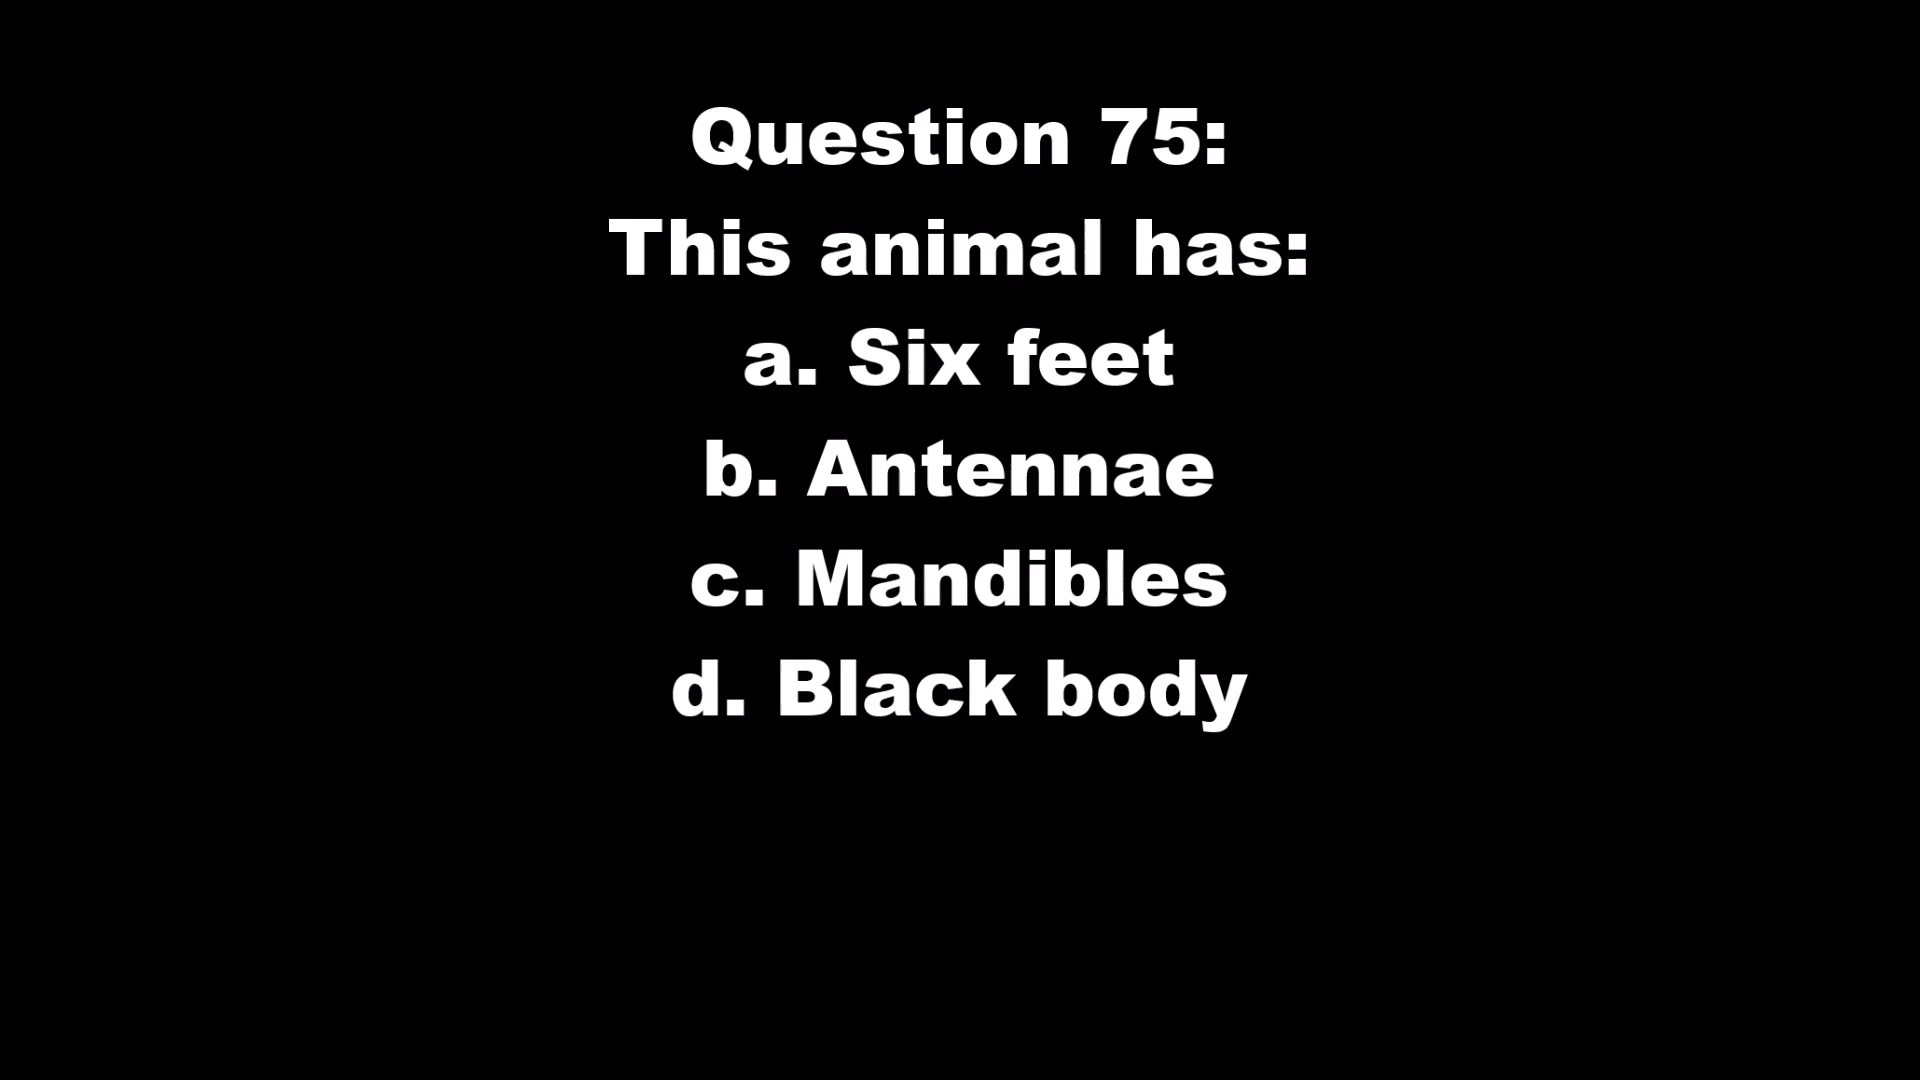 Question 75:
This animal has:
a. Six feet
b. Antennae
c. Mandibles
d. Black body